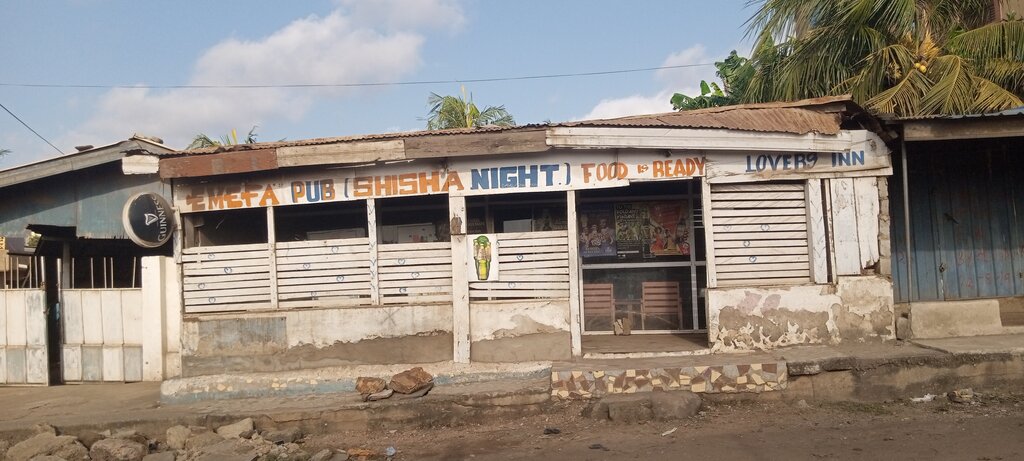 EMEFA PUB (SHISHA NIGHT.) FOOD IS READY LOVERS INN
GUINNESS